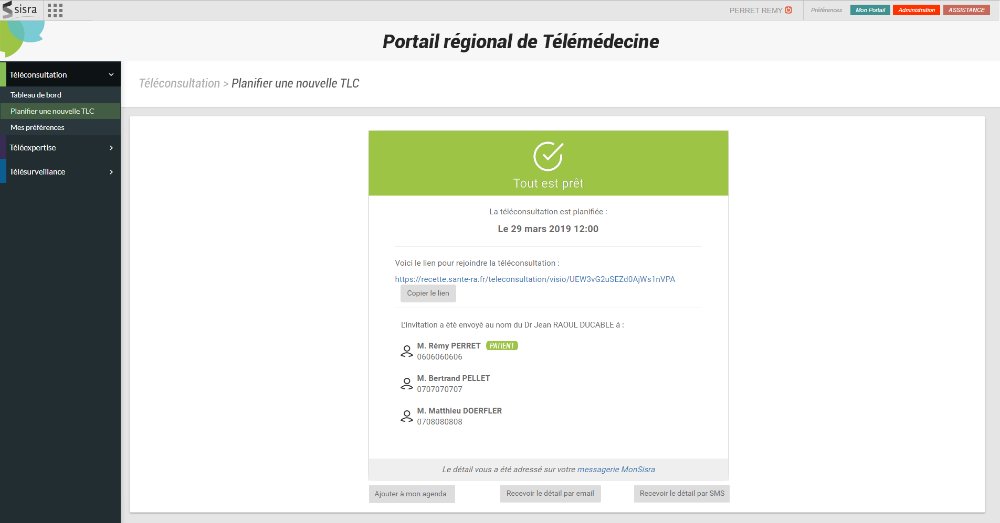 sisra
PERRET REMY
Préférences
Mon Portail
Administration
ASSISTANCE
Portail régional de Télémédecine
Téléconsultation
Tableau de bord
Planifier une nouvelle TLC
Mes préférences
Téléexpertise
Télésurveillance
Téléconsultation > Planifier une nouvelle TLC
Tout est prêt
La téléconsultation est planifiée :
Le 29 mars 2019 12:00
Voici le lien pour rejoindre la téléconsultation :
https://recette.sante-ra.fr/teleconsultation/visio/UEW3vG2uSEZd0AjWs1nVPA
Copier le lien
L'invitation a été envoyé au nom du Dr Jean RAOUL DUCABLE à :
M. Rémy PERRET PATIENT
0606060606
M. Bertrand PELLET
0707070707
M. Matthieu DOERFLER
0708080808
Le détail vous a été adressé sur votre messagerie MonSisra
Ajouter à mon agenda
Recevoir le détail par email
Recevoir le détail par SMS